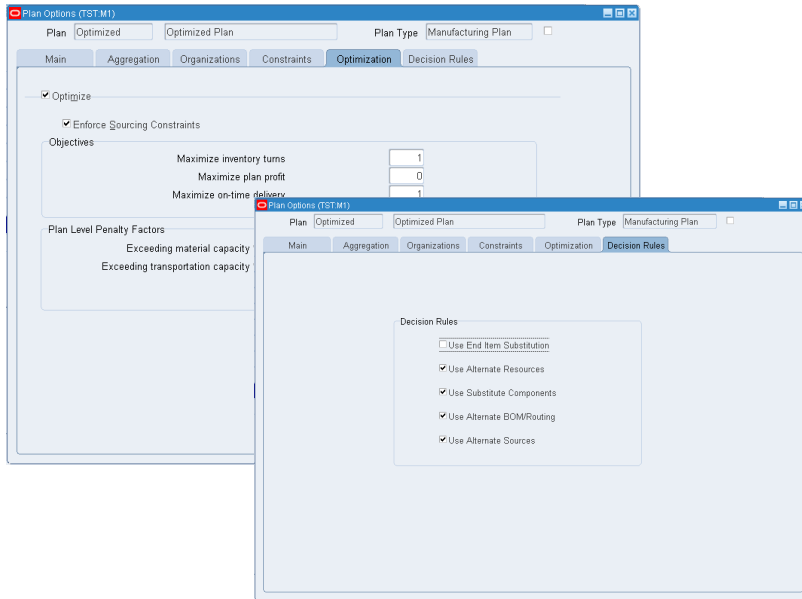 Plan Options (TST:M1)
Plan Optimized Optimized Plan Plan Type Manufacturing Plan
Main Aggregation Organizations Constraints Optimization Decision Rules
Optimize
Enforce Sourcing Constraints
Objectives
Maximize inventory turns 1
Maximize plan profit 0
Maximize on-time delivery 1
Plan Level Penalty Factors
Exceeding material capacity
Exceeding transportation capacity
Plan Options (TST:M1)
Plan Optimized Optimized Plan Plan Type Manufacturing Plan
Main Aggregation Organizations Constraints Optimization Decision Rules
Decision Rules
Use End Item Substitution
Use Alternate Resources
Use Substitute Components
Use Alternate BOM/Routing
Use Alternate Sources